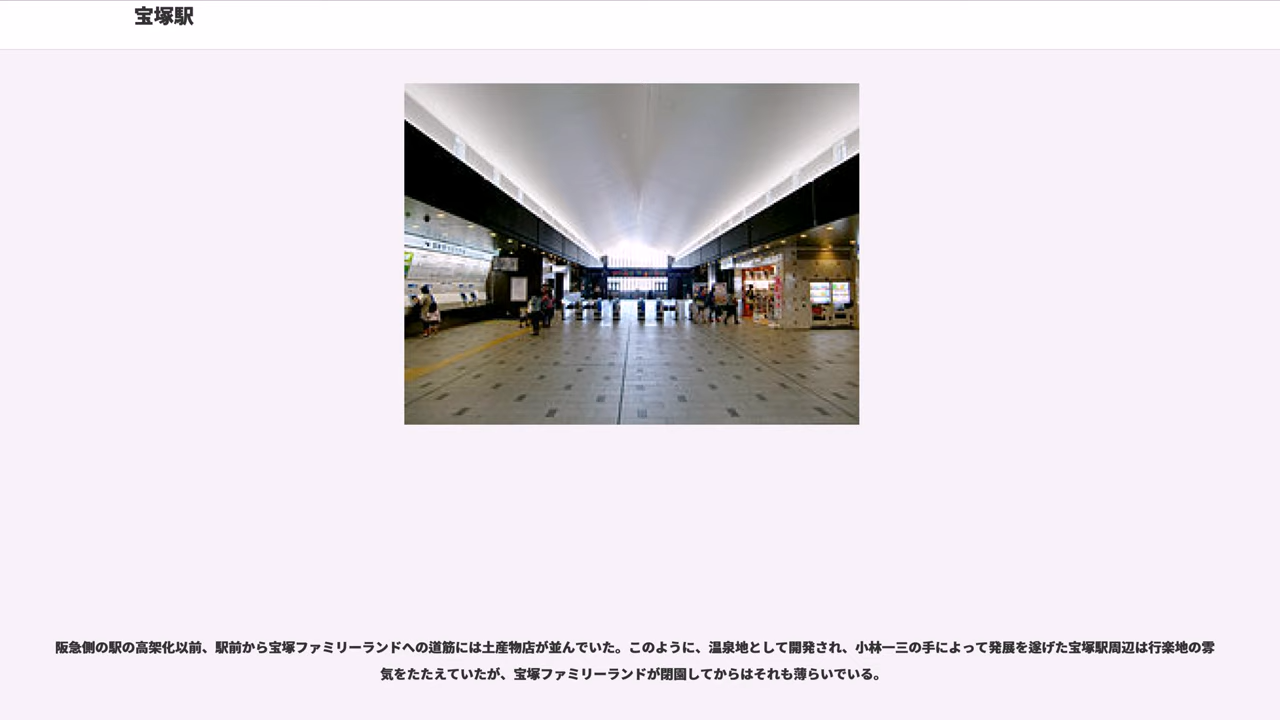 宝塚駅
阪急側の駅の高架化以前、駅前から宝塚ファミリーランドへの道筋には土産物店が並んでいた。このように、温泉地として開発され、小林一三の手によって発展を遂げた宝塚駅周辺は行楽地の雰
気をたたえていたが、宝塚ファミリーランドが閉園してからはそれも薄らいでいる。